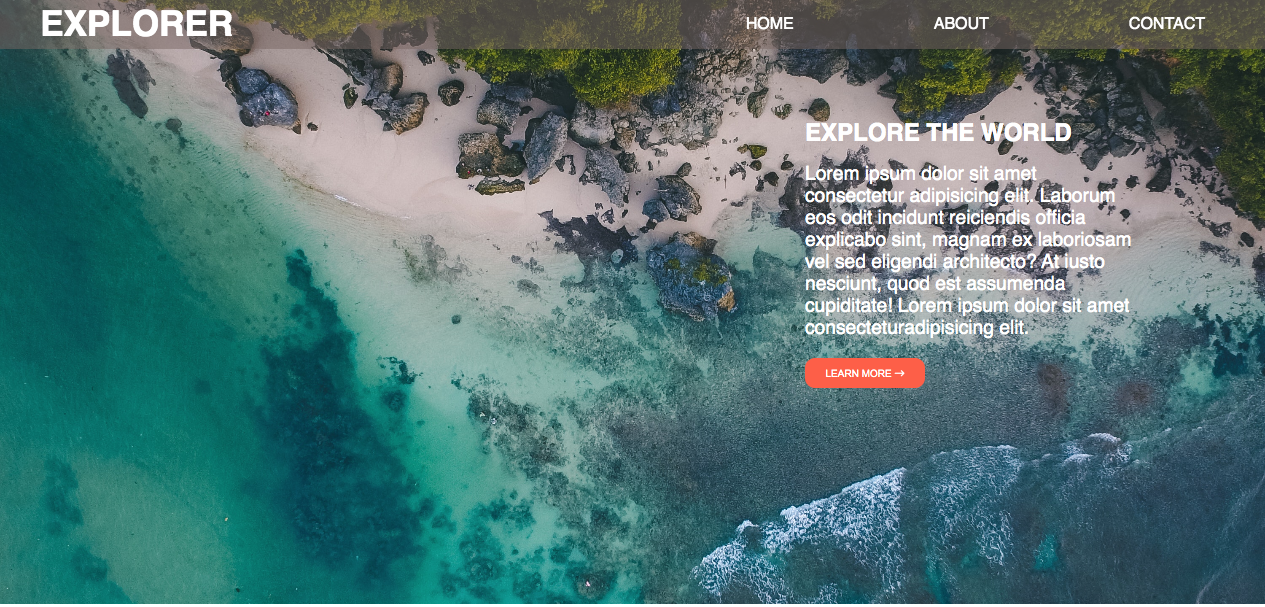 EXPLORER
HOME ABOUT CONTACT
EXPLORE THE WORLD
Lorem ipsum dolor sit amet
consectetur adipisicing elit. Laborum
eos odit incidunt reiciendis officia
explicabo sint, magnam ex laboriosam
vel sed eligendi architecto? At iusto
nesciunt, quod est assumenda
cupiditate! Lorem ipsum dolor sit amet
consecteturadipisicing elit.
LEARN MORE →